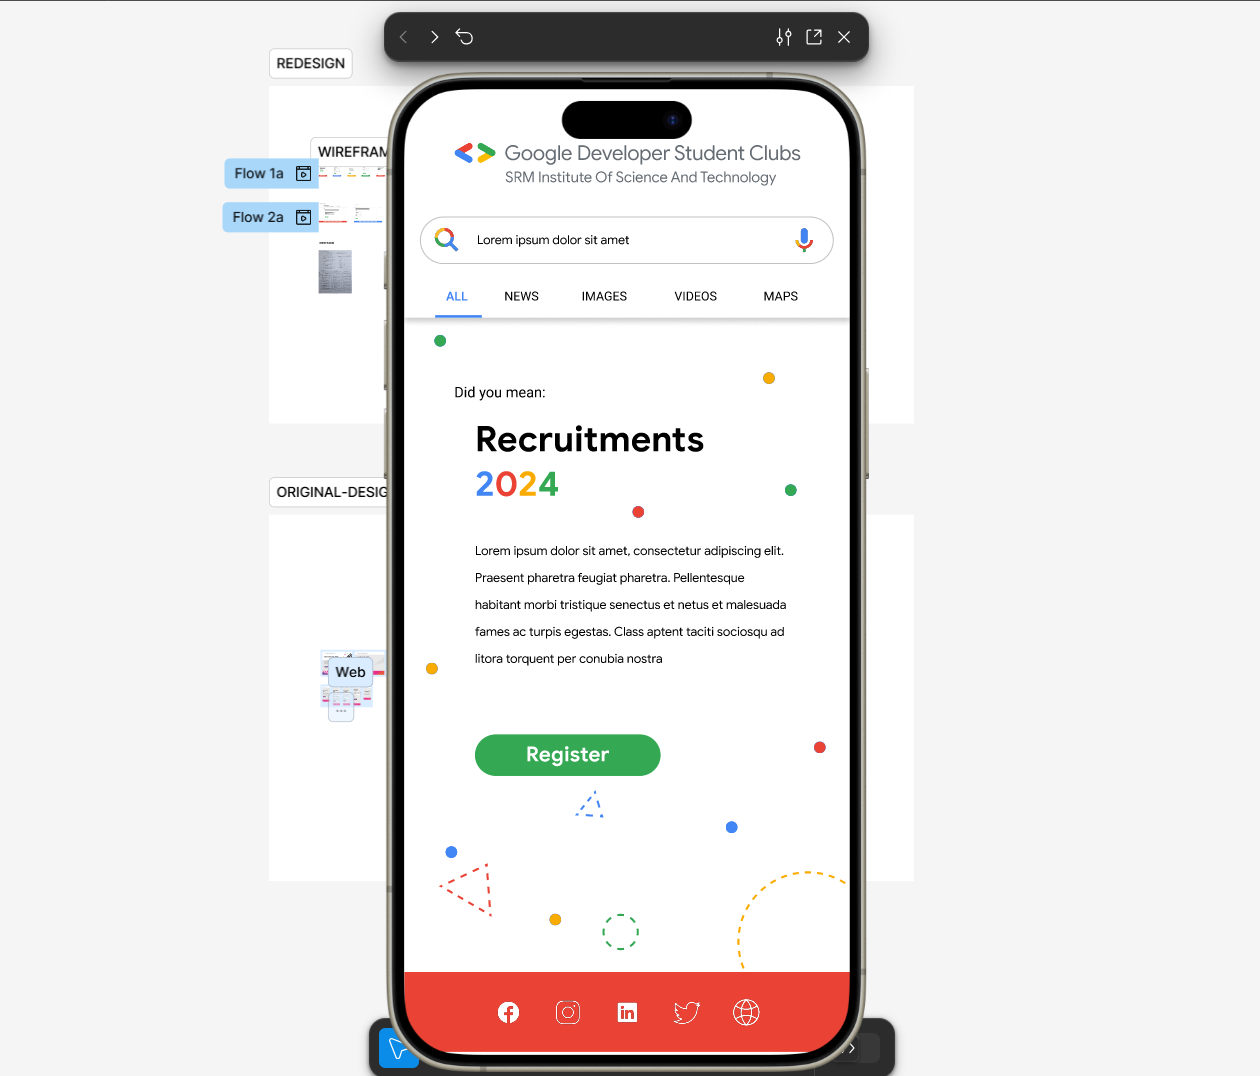 REDESIGN
WIREFRAM
Flow 1a
Flow 2a
Google Developer Student Clubs
SRM Institute Of Science And Technology
Lorem ipsum dolor sit amet
ALL NEWS IMAGES VIDEOS MAPS
Did you mean:
Recruitments
2024
Lorem ipsum dolor sit amet, consectetur adipiscing elit.
Praesent pharetra feugiat pharetra. Pellentesque
habitant morbi tristique senectus et netus et malesuada
fames ac turpis egestas. Class aptent taciti sociosqu ad
litora torquent per conubia nostra
Register
ORIGINAL-DESIG
Web